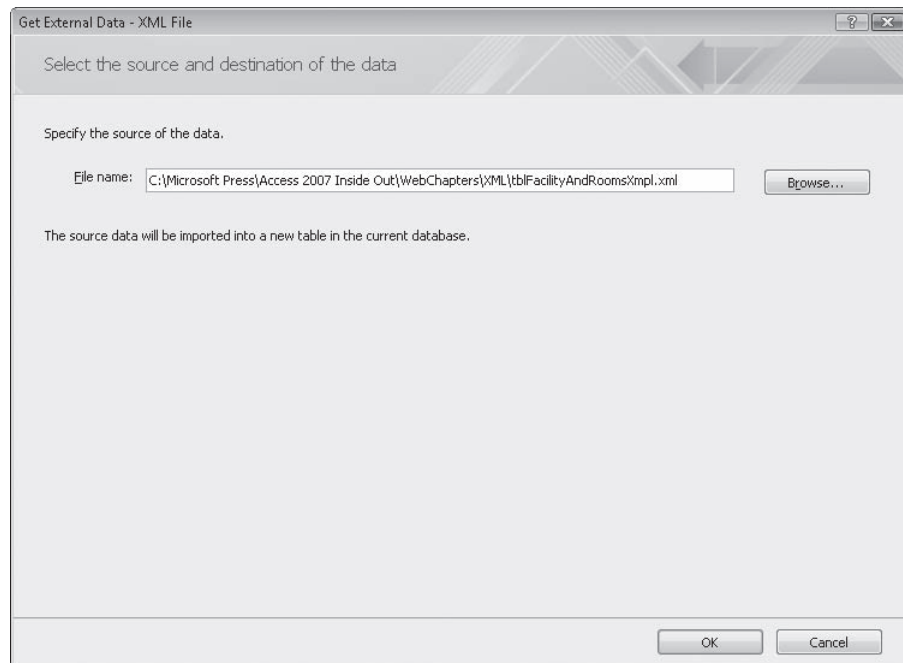 Get External Data - XML File
Select the source and destination of the data
Specify the source of the data.
File name: C:\Microsoft Press\Access 2007 Inside Out\WebChapters\XML\tblFacilityAndRoomsXmpl.xml Browse...
The source data will be imported into a new table in the current database.
OK Cancel